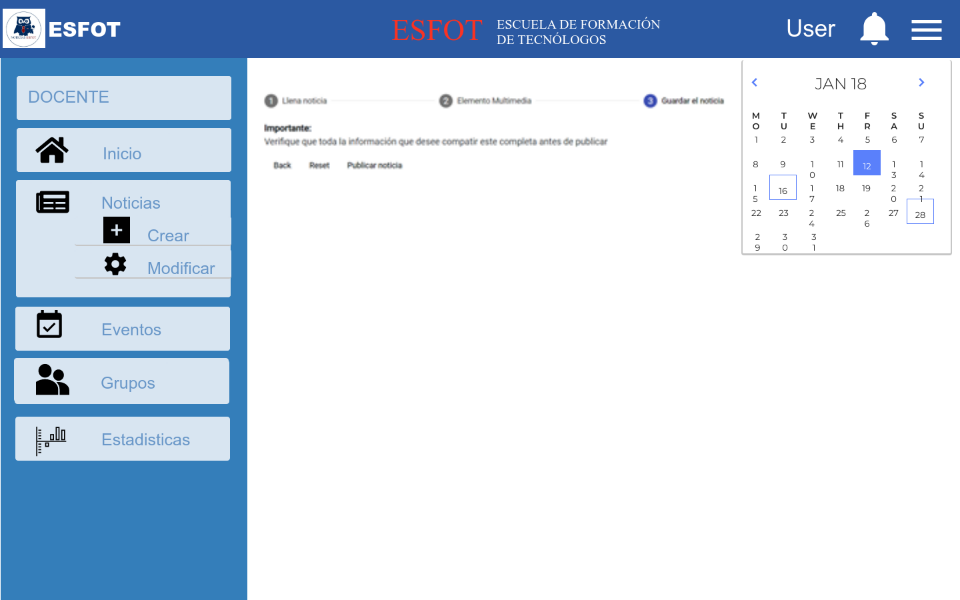 ESFOT
ESFOT ESCUELA DE FORMACIÓN
DE TECNÓLOGOS
User
DOCENTE
Inicio
Noticias
Crear
Modificar
Eventos
Grupos
Estadisticas
1 Llena noticia 2 Elemento Multimedia 3 Guardar el noticia
Importante:
Verifique que toda la información que desee compatir este completa antes de publicar
Back Reset Publicar noticia
JAN 18
MO TU WE TH FR SA SU
1 2 3 4 5 6 7
8 9 10 11 12 13 14
15 16 17 18 19 20 21
22 23 24 25 26 27 28
29 30 31